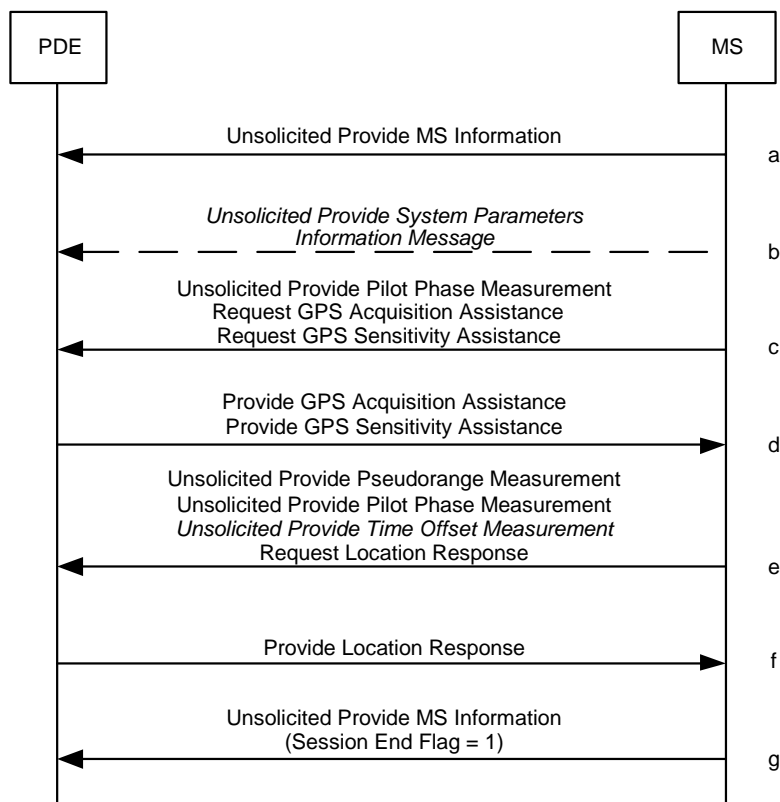 PDE
MS
Unsolicited Provide MS Information
a
Unsolicited Provide System Parameters
Information Message
b
Unsolicited Provide Pilot Phase Measurement
Request GPS Acquisition Assistance
Request GPS Sensitivity Assistance
c
Provide GPS Acquisition Assistance
Provide GPS Sensitivity Assistance
d
Unsolicited Provide Pseudorange Measurement
Unsolicited Provide Pilot Phase Measurement
Unsolicited Provide Time Offset Measurement
Request Location Response
e
Provide Location Response
f
Unsolicited Provide MS Information
(Session End Flag = 1)
g